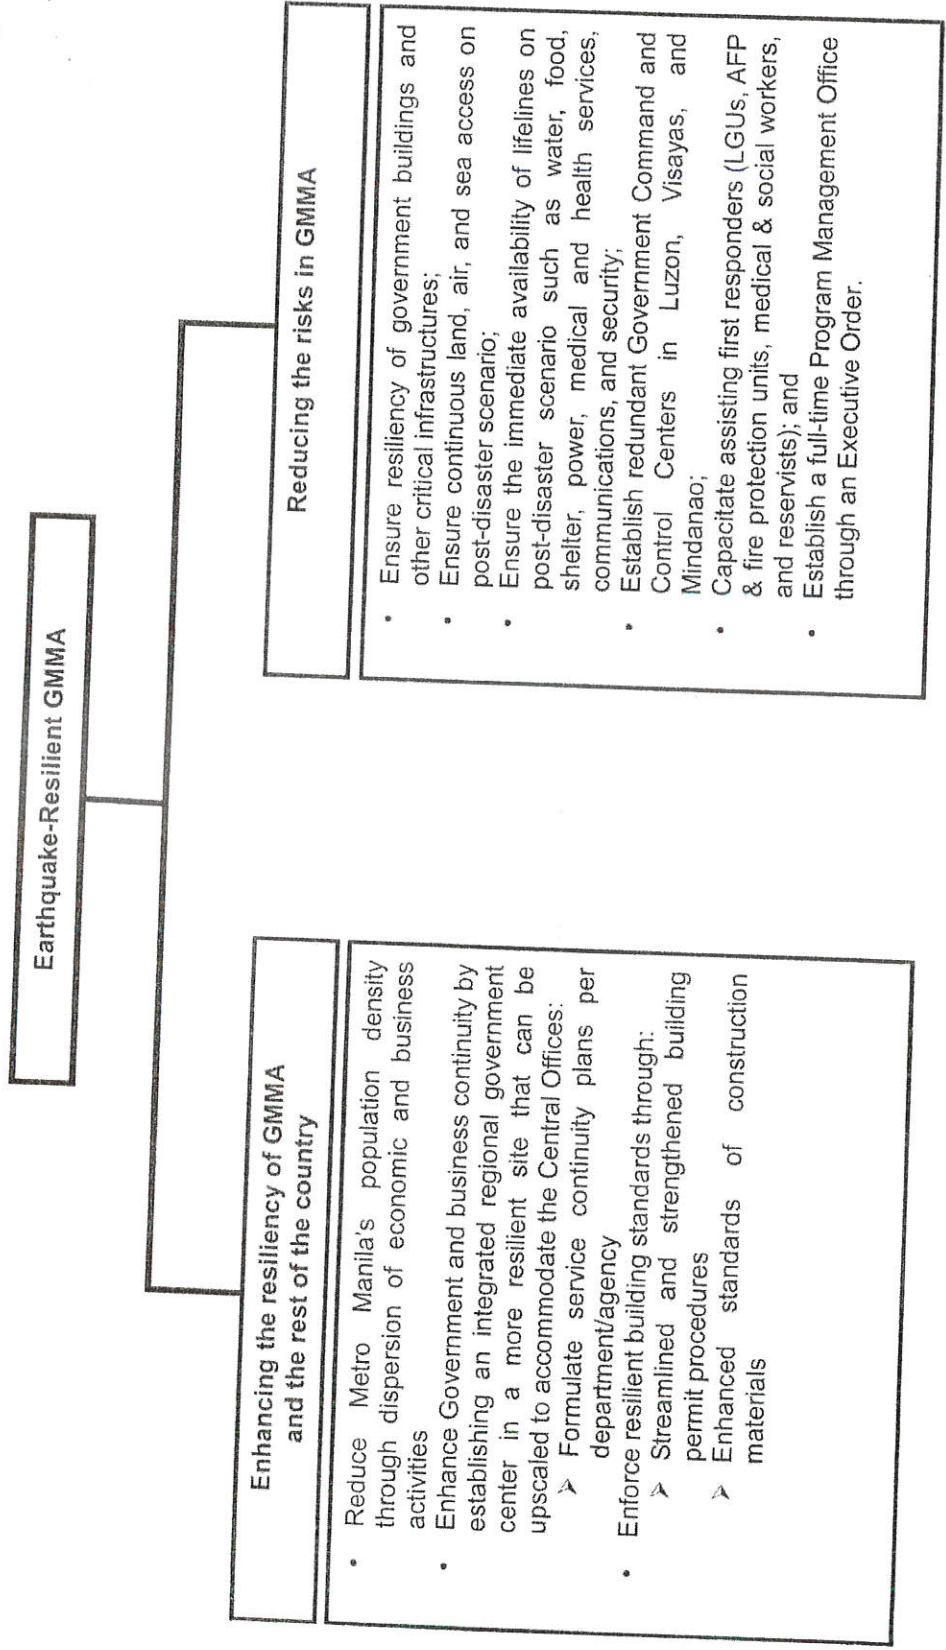 Earthquake-Resilient GMMA
Enhancing the resiliency of GMMA
and the rest of the country
• Reduce Metro Manila's population density
through dispersion of economic and business
activities
• Enhance Government and business continuity by
establishing an integrated regional government
center in a more resilient site that can be
upscaled to accommodate the Central Offices:
➢ Formulate service continuity plans per
department/agency
• Enforce resilient building standards through:
➢ Streamlined and strengthened building
permit procedures
➢ Enhanced standards of construction
materials
Reducing the risks in GMMA
• Ensure resiliency of government buildings and
other critical infrastructures;
• Ensure continuous land, air, and sea access on
post-disaster scenario;
• Ensure the immediate availability of lifelines on
post-disaster scenario such as water, food,
shelter, power, medical and health services,
communications, and security;
• Establish redundant Government Command and
Control Centers in Luzon, Visayas, and
Mindanao;
• Capacitate assisting first responders (LGUs, AFP
& fire protection units, medical & social workers,
and reservists); and
• Establish a full-time Program Management Office
through an Executive Order.